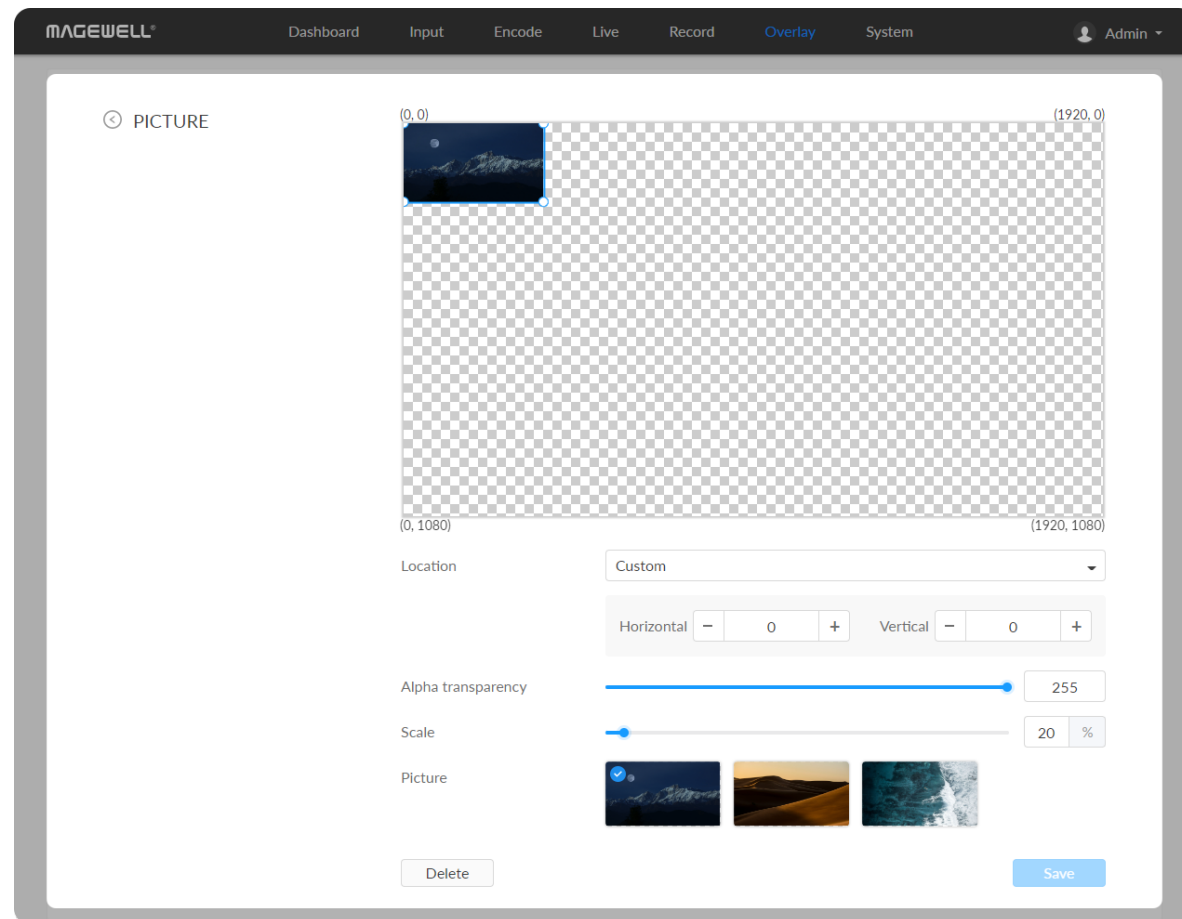 MAGEWELL®
Dashboard Input Encode Live Record Overlay System Admin
PICTURE
(0, 0) (1920, 0)
(0, 1080) (1920, 1080)
Location Custom
Horizontal − 0 + Vertical − 0 +
Alpha transparency 255
Scale 20 %
Picture
Delete Save